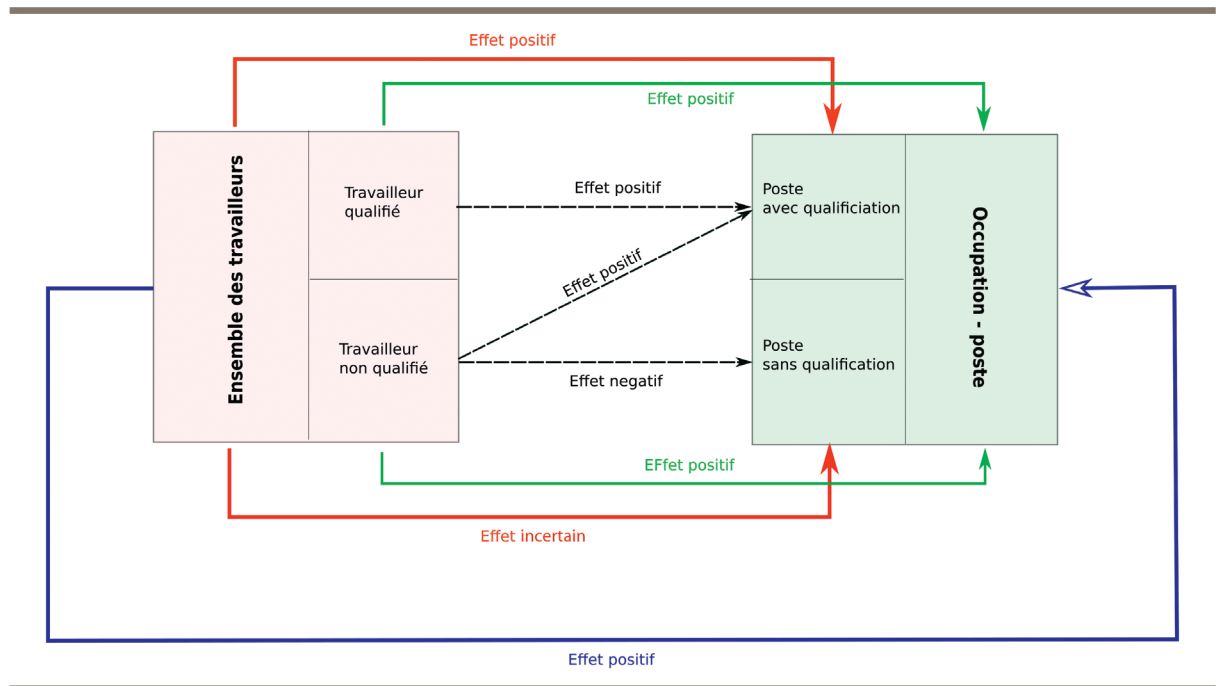 Effet positif
Effet positif
Ensemble des travailleurs
Travailleur
qualifié
Effet positif
Poste
avec qualificiation
Occupation - poste
Effet positif
Travailleur
non qualifié
Effet negatif
Poste
sans qualification
EFfet positif
Effet incertain
Effet positif